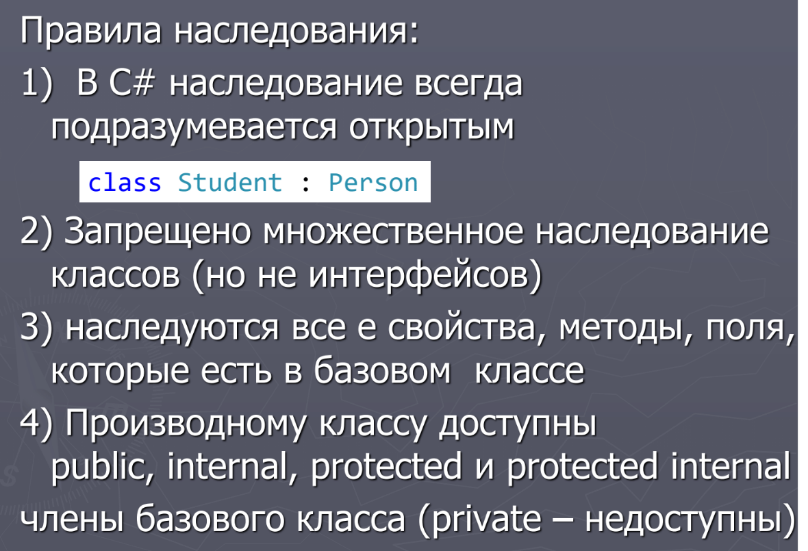 Правила наследования:
1) В C# наследование всегда
подразумевается открытым
class Student : Person
2) Запрещено множественное наследование
классов (но не интерфейсов)
3) наследуются все е свойства, методы, поля,
которые есть в базовом классе
4) Производному классу доступны
public, internal, protected и protected internal
члены базового класса (private – недоступны)